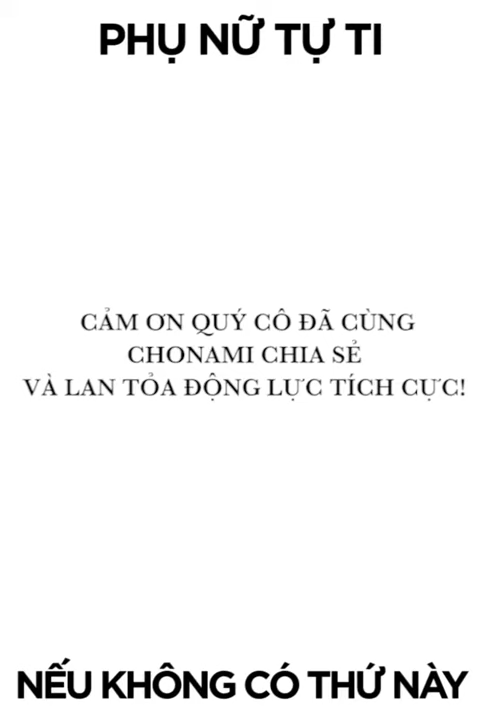 PHỤ NỮ TỰ TI
CẢM ƠN QUÝ CÔ ĐÃ CÙNG
CHONAMI CHIA SẺ
VÀ LAN TỎA ĐỘNG LỰC TÍCH CỰC!
NẾU KHÔNG CÓ THỨ NÀY